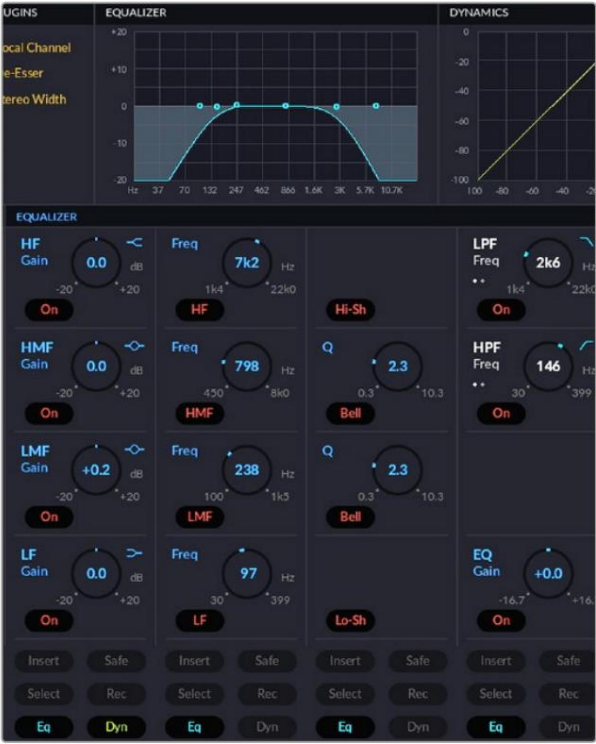 UGINS EQUALIZER DYNAMICS
ocal Channel
e-Esser
tereo Width
+20
+10
0
-10
-20
Hz 37 70 132 247 462 866 1.6K 3K 5.7K 10.7K
0
-20
-40
-60
-80
-100
100 -80 -60 -40 -2
EQUALIZER
HF Gain 0.0 dB -20 +20 On
Freq 7k2 Hz 1k4 22k0 HF
Hi-Sh
LPF Freq 2k6 Hz 1k4 22k On
HMF Gain 0.0 dB -20 +20 On
Freq 798 Hz 450 8k0 HMF
Q 2.3 0.3 10.3 Bell
HPF Freq 146 Hz 30 399 On
LMF Gain +0.2 dB -20 +20 On
Freq 238 Hz 100 1k5 LMF
Q 2.3 0.3 10.3 Bell
LF Gain 0.0 dB -20 +20 On
Freq 97 Hz 30 399 LF
Lo-Sh
EQ Gain +0.0 -16.7 +16. On
Insert Safe Insert Safe Insert Safe Insert Safe
Select Rec Select Rec Select Rec Select Rec
Eq Dyn Eq Dyn Eq Dyn Eq Dyn